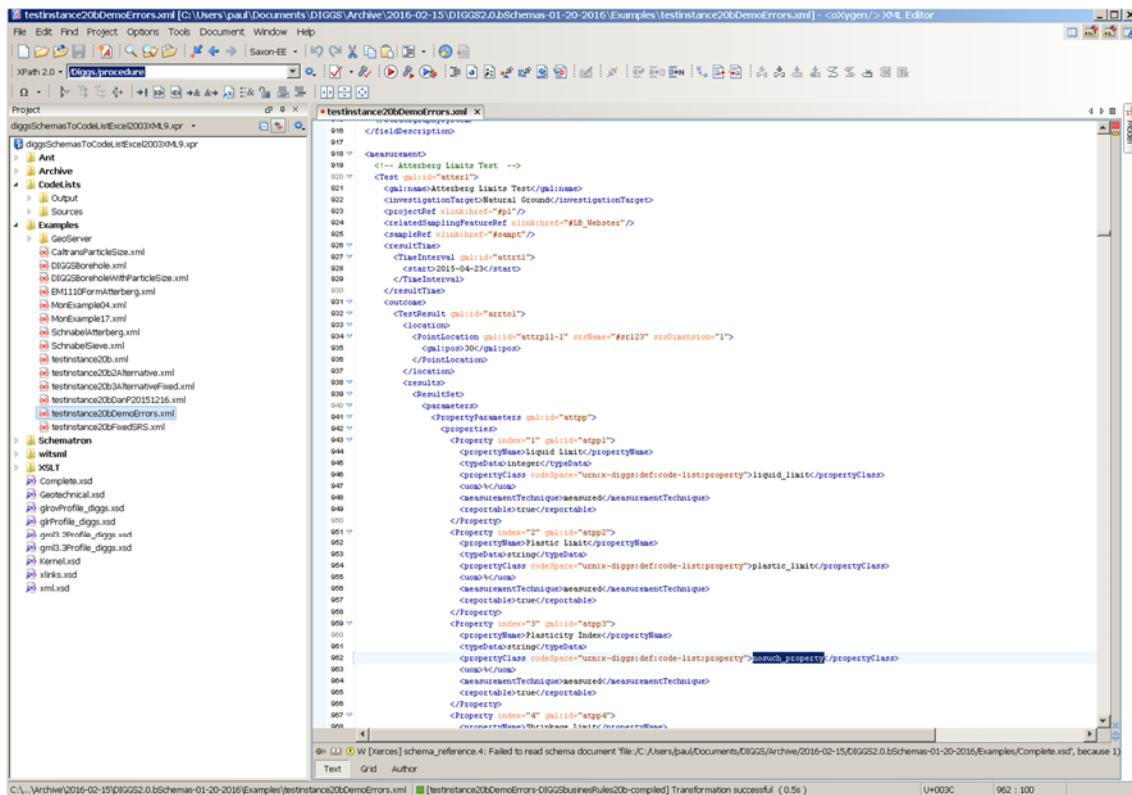 testinstance20bDemoErrors.xml [C:\Users\paul\Documents\DIGGS\Archive\2016-02-15\DIGGS2.0.bSchemas-01-20-2016\Examples\testinstance20bDemoErrors.xml] - <oXygen/> XML Editor
File Edit Find Project Options Tools Document Window Help
Saxon-EE
XPath 2.0 /Diggs/procedure
Project
testinstance20bDemoErrors.xml
diggsSchemasToCodeListExcel2003XML9.xpr
Model
diggsSchemasToCodeListExcel2003XML9.xpr
Ant
Archive
CodeLists
Output
Sources
Examples
GeoServer
CaltransParticleSize.xml
DIGGSBorehole.xml
DIGGSBoreholeWithParticleSize.xml
EM1110FormAtterberg.xml
MonExample04.xml
MonExample17.xml
SchnabelAtterberg.xml
SchnabelSieve.xml
testinstance20b.xml
testinstance20b2Alternative.xml
testinstance20b3AlternativeFixed.xml
testinstance20bDanP20151216.xml
testinstance20bDemoErrors.xml
testinstance20bFixedSRS.xml
Schematron
witsml
XSLT
Complete.xsd
Geotechnical.xsd
glrovProfile_diggs.xsd
glrProfile_diggs.xsd
gml3.2Profile_diggs.xsd
gml3.3Profile_diggs.xsd
Kernel.xsd
xlinks.xsd
xml.xsd
916 </fieldDescription>
917
918 <measurement>
919 <!-- Atterberg Limits Test -->
920 <Test gml:id="atter1">
921 <gml:name>Atterberg Limits Test</gml:name>
922 <investigationTarget>Natural Ground</investigationTarget>
923 <projectRef xlink:href="#p1"/>
924 <relatedSamplingFeatureRef xlink:href="#LB_Webster"/>
925 <sampleRef xlink:href="#sampt"/>
926 <resultTime>
927 <TimeInterval gml:id="attrt1">
928 <start>2015-04-23</start>
929 </TimeInterval>
930 </resultTime>
931 <outcome>
932 <TestResult gml:id="arrto1">
933 <location>
934 <PointLocation gml:id="attrpl1-1" srsName="#sr123" srsDimension="1">
935 <gml:pos>30</gml:pos>
936 </PointLocation>
937 </location>
938 <results>
939 <ResultSet>
940 <parameters>
941 <PropertyParameters gml:id="attpp">
942 <properties>
943 <Property index="1" gml:id="atpp1">
944 <propertyName>Liquid Limit</propertyName>
945 <typeData>integer</typeData>
946 <propertyClass codeSpace="urn:x-diggs:def:code-list:property">liquid_limit</propertyClass>
947 <uom>%</uom>
948 <measurementTechnique>measured</measurementTechnique>
949 <reportable>true</reportable>
950 </Property>
951 <Property index="2" gml:id="atpp2">
952 <propertyName>Plastic Limit</propertyName>
953 <typeData>string</typeData>
954 <propertyClass codeSpace="urn:x-diggs:def:code-list:property">plastic_limit</propertyClass>
955 <uom>%</uom>
956 <measurementTechnique>measured</measurementTechnique>
957 <reportable>true</reportable>
958 </Property>
959 <Property index="3" gml:id="atpp3">
960 <propertyName>Plasticity Index</propertyName>
961 <typeData>string</typeData>
962 <propertyClass codeSpace="urn:x-diggs:def:code-list:property">nosuch_property</propertyClass>
963 <uom>%</uom>
964 <measurementTechnique>measured</measurementTechnique>
965 <reportable>true</reportable>
966 </Property>
967 <Property index="4" gml:id="atpp4">
968 <propertyName>Shrinkage Limit</propertyName>
W [Xerces] schema_reference.4: Failed to read schema document 'file:/C:/Users/paul/Documents/DIGGS/Archive/2016-02-15/DIGGS2.0.bSchemas-01-20-2016/Examples/Complete.xsd', because 1)
Text Grid Author
C:\...\Archive\2016-02-15\DIGGS2.0.bSchemas-01-20-2016\Examples\testinstance20bDemoErrors.xml [testinstance20bDemoErrors-DIGGSbusinesRules20b-compiled] Transformation successful (0.5s) U+003C 962 : 100